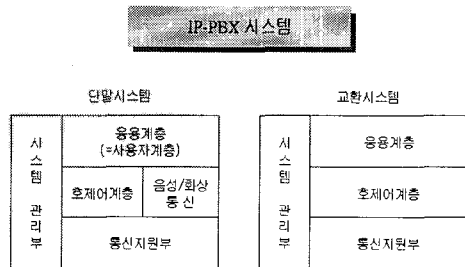 IP-PBX 시스템
단말시스템
교환시스템
시스템 관리부
응용계층
(=사용자계층)
호제어계층
음성/화상
통 신
통신지원부
시스템 관리부
응용계층
호제어계층
통신지원부